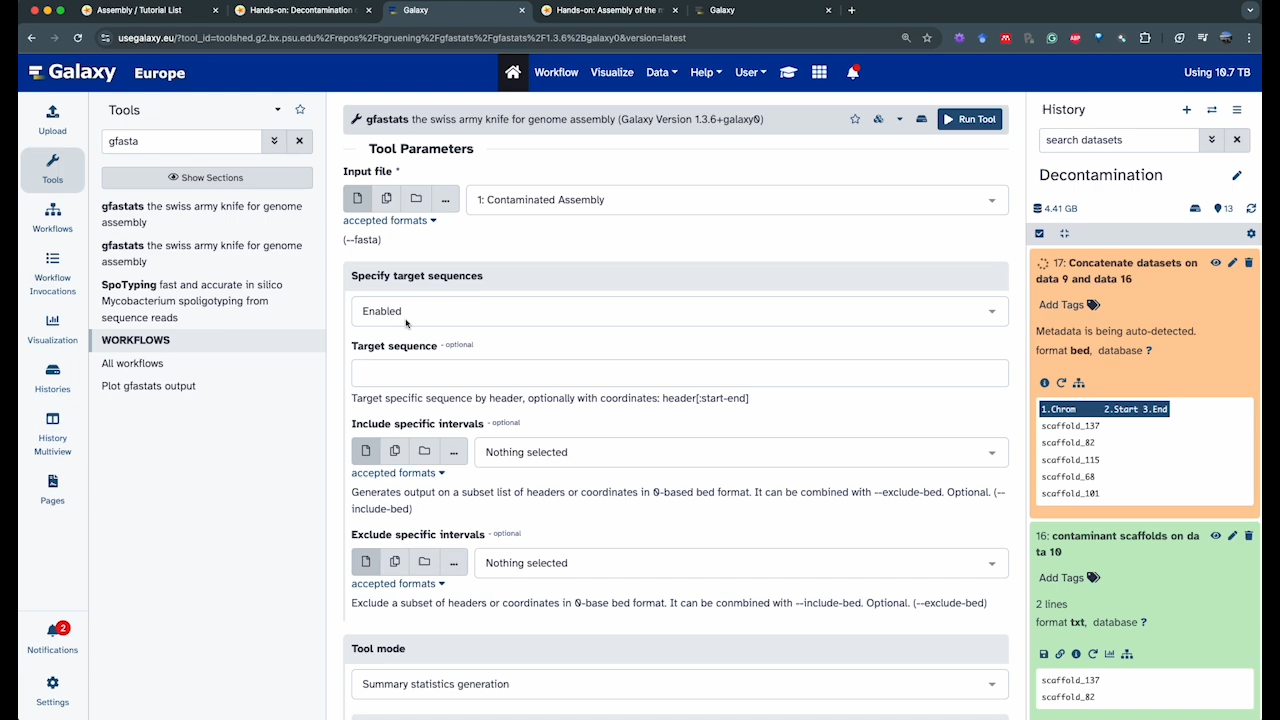 Assembly / Tutorial List
Hands-on: Decontamination
Galaxy
Hands-on: Assembly of the
Galaxy
usegalaxy.eu/?tool_id=toolshed.g2.bx.psu.edu%2Frepos%2Fbgruening%2Fgfastats%2Fgfastats%2F1.3.6%2Bgalaxy0&version=latest
Galaxy Europe
Workflow
Visualize
Data
Help
User
Using 10.7 TB
Upload
Tools
Workflows
Workflow
Invocations
Visualization
Histories
History
Multiview
Pages
2
Notifications
Settings
Tools
gfasta
Show Sections
gfastats the swiss army knife for genome
assembly
gfastats the swiss army knife for genome
assembly
SpoTyping fast and accurate in silico
Mycobacterium spoligotyping from
sequence reads
WORKFLOWS
All workflows
Plot gfastats output
gfastats the swiss army knife for genome assembly (Galaxy Version 1.3.6+galaxy0)
Run Tool
Tool Parameters
Input file *
1: Contaminated Assembly
accepted formats
(--fasta)
Specify target sequences
Enabled
Target sequence - optional
Target specific sequence by header, optionally with coordinates: header[:start-end]
Include specific intervals - optional
Nothing selected
accepted formats
Generates output on a subset list of headers or coordinates in 0-based bed format. It can be combined with --exclude-bed. Optional. (--
include-bed)
Exclude specific intervals - optional
Nothing selected
accepted formats
Exclude a subset of headers or coordinates in 0-base bed format. It can be conmbined with --include-bed. Optional. (--exclude-bed)
Tool mode
Summary statistics generation
History
search datasets
Decontamination
4.41 GB
13
17: Concatenate datasets on
data 9 and data 16
Add Tags
Metadata is being auto-detected.
format bed, database ?
1.Chrom 2.Start 3.End
scaffold_137
scaffold_82
scaffold_115
scaffold_68
scaffold_101
16: contaminant scaffolds on da
ta 10
Add Tags
2 lines
format txt, database ?
scaffold_137
scaffold_82